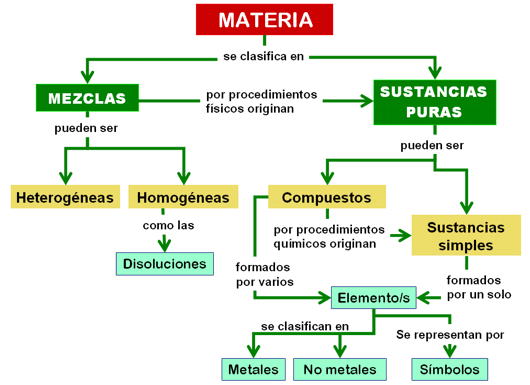 MATERIA
se clasifica en
MEZCLAS
por procedimientos
físicos originan
SUSTANCIAS
PURAS
pueden ser
pueden ser
Heterogéneas
Homogéneas
Compuestos
como las
por procedimientos
químicos originan
Sustancias
simples
Disoluciones
formados
por varios
formados
por un solo
Elemento/s
se clasifican en
Se representan por
Metales
No metales
Símbolos